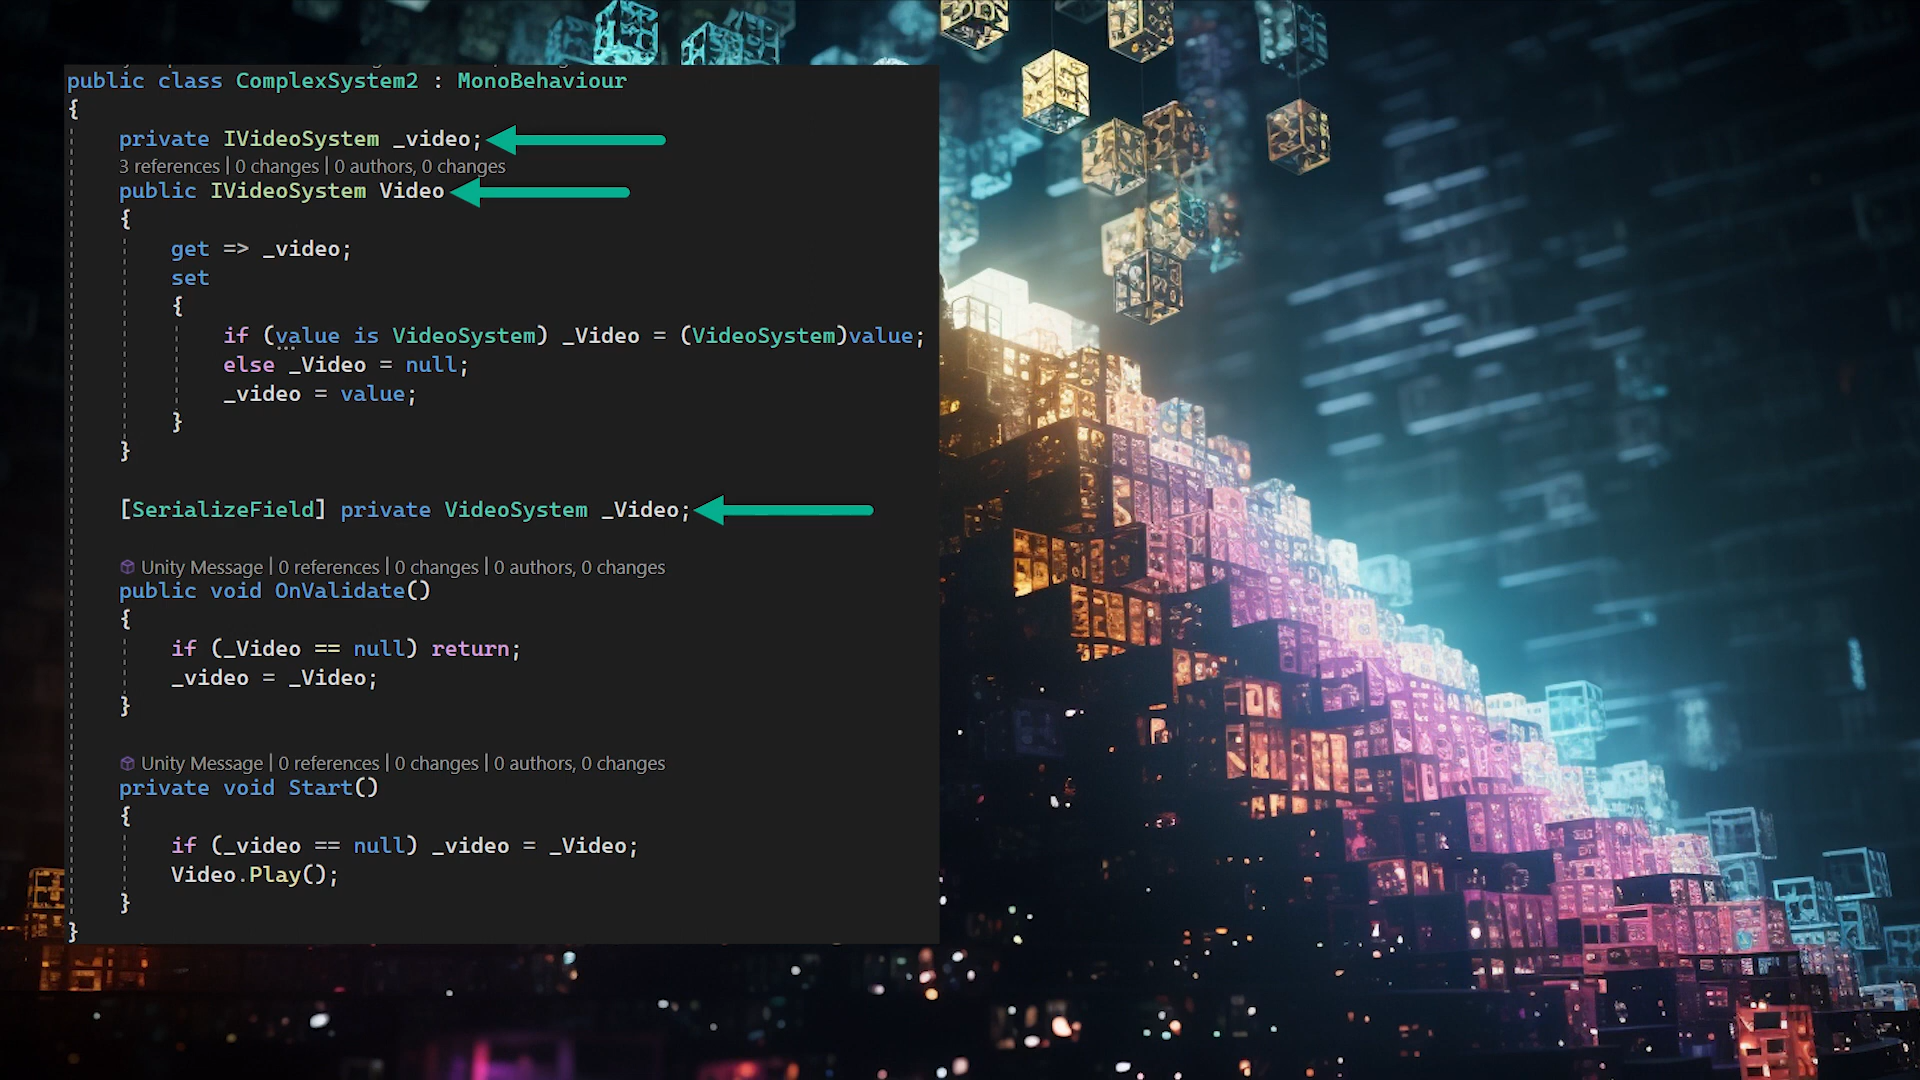 public class ComplexSystem2 : MonoBehaviour
{
private IVideoSystem _video;
3 references | 0 changes | 0 authors, 0 changes
public IVideoSystem Video
{
get => _video;
set
{
if (value is VideoSystem) _Video = (VideoSystem)value;
else _Video = null;
_video = value;
}
}
[SerializeField] private VideoSystem _Video;
Unity Message | 0 references | 0 changes | 0 authors, 0 changes
public void OnValidate()
{
if (_Video == null) return;
_video = _Video;
}
Unity Message | 0 references | 0 changes | 0 authors, 0 changes
private void Start()
{
if (_video == null) _video = _Video;
Video.Play();
}
}